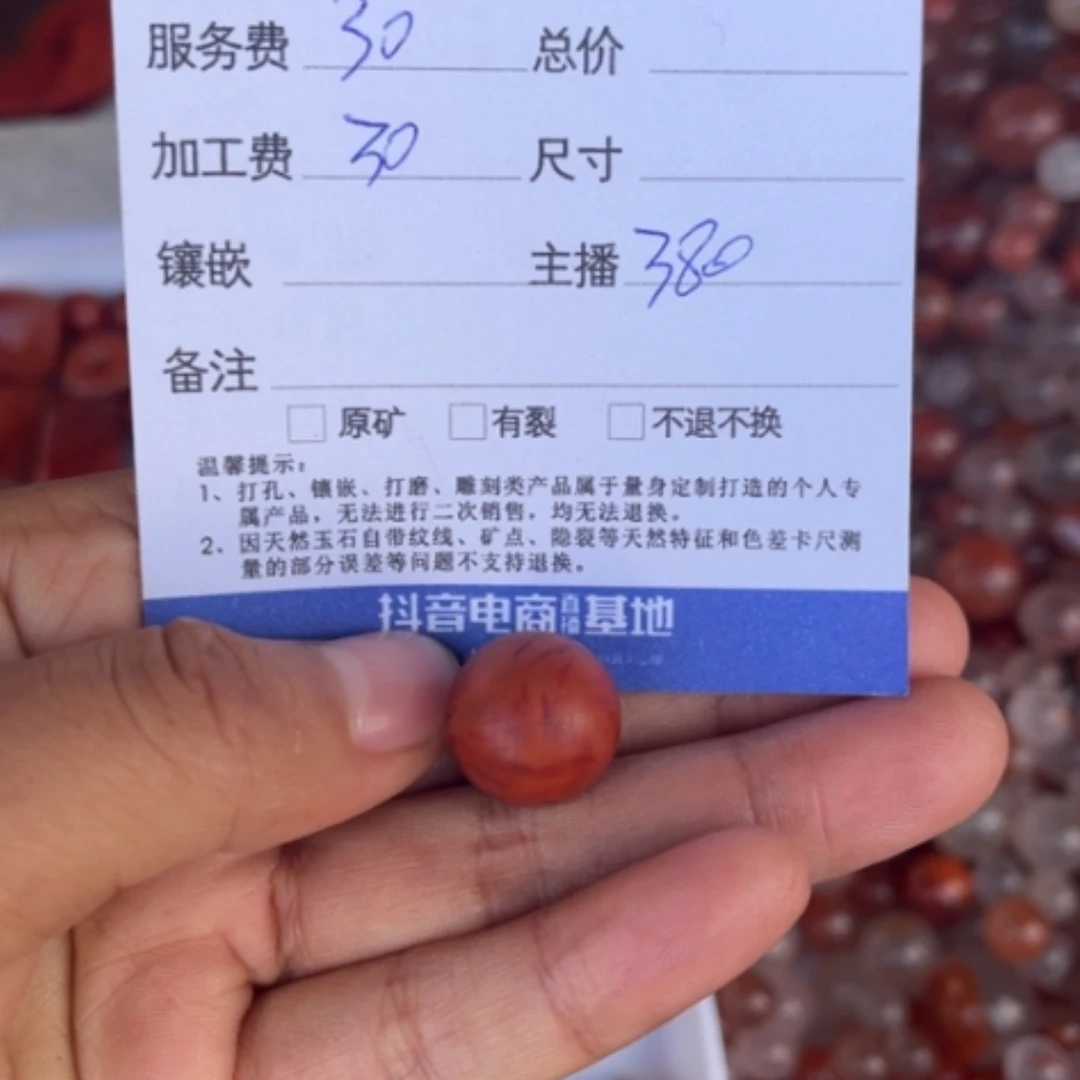 服务费 30 总价
加工费 30 尺寸
镶嵌 主播 380
备注
原矿 有裂 不退不换
温馨提示：
1、打孔、镶嵌、打磨、雕刻类产品属于量身定制打造的个人专
属产品，无法进行二次销售，均无法退换。
2、因天然玉石自带纹线、矿点、隐裂等天然特征和色差卡尺测
量的部分误差等问题不支持退换。
抖音电商直播基地